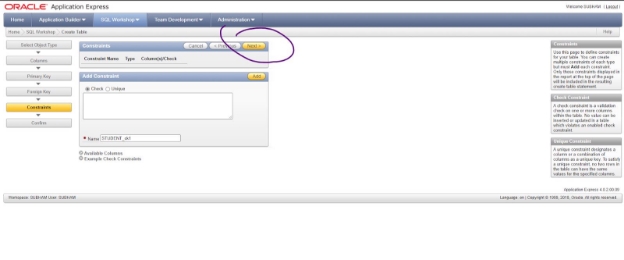 ORACLE Application Express
Welcome SUBHAM (Logout)
Home Application Builder SQL Workshop Team Development Administration
Home SQL Workshop Create Table
Help
Select Object Type
Columns
Primary Key
Foreign Key
Constraints
Confirm
Constraints
Cancel < Previous Next >
Constraint Name Type Column(s)/Check
Add Constraint
Add
Check Unique
Name STUDENT_
Available Columns
Example Check Constraints
Constraints
Use this page to define constraints
for your table. You can create
multiple constraints of each type
but must Add each constraint.
Only those constraints displayed in
the report at the top of the page
will be included in the resulting
create table statement.
Check Constraint
A check constraint is a validation
check on one or more columns
within the table. No value can be
inserted or updated in a table
which violates an enabled check
constraint.
Unique Constraint
A unique constraint designates a
column or a combination of
columns as a unique key. To satisfy
a unique constraint, no two rows in
the table can have the same
values for the specified columns.
Application Express 4.0.2.00.09
Workspace: SUBHAM User: SUBHAM
Language: en | Copyright © 1999, 2010, Oracle. All rights reserved.